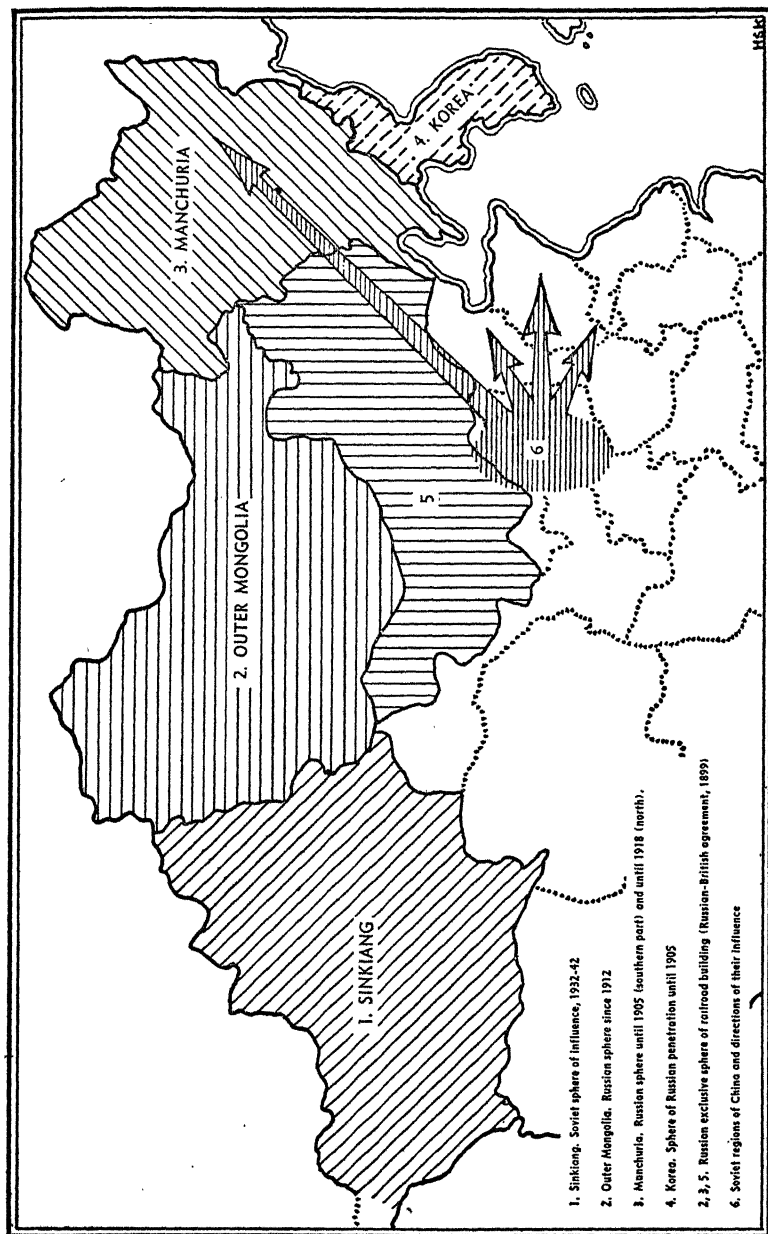 1. SINKIANG
2. OUTER MONGOLIA
3. MANCHURIA
4. KOREA
5
6
1. Sinkiang. Soviet sphere of influence, 1932-42
2. Outer Mongolia. Russian sphere since 1912
3. Manchuria. Russian sphere until 1905 (southern part) and until 1918 (north).
4. Korea. Sphere of Russian penetration until 1905
2, 3, 5. Russian exclusive sphere of railroad building (Russian-British agreement, 1899)
6. Soviet regions of China and directions of their influence
HSK